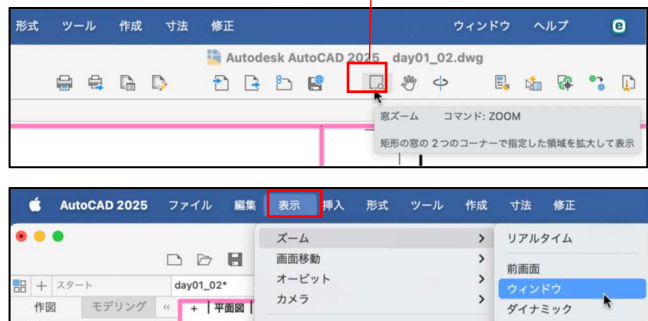 形式 ツール 作成 寸法 修正 ウィンドウ ヘルプ e
Autodesk AutoCAD 2025 day01_02.dwg
窓ズーム コマンド: ZOOM
矩形の窓の 2 つのコーナーで指定した領域を拡大して表示
AutoCAD 2025 ファイル 編集 表示 挿入 形式 ツール 作成 寸法 修正
ズーム リアルタイム
画面移動 前画面
オービット ウィンドウ
カメラ ダイナミック
+ スタート day01_02*
作図 モデリング « + 平面図